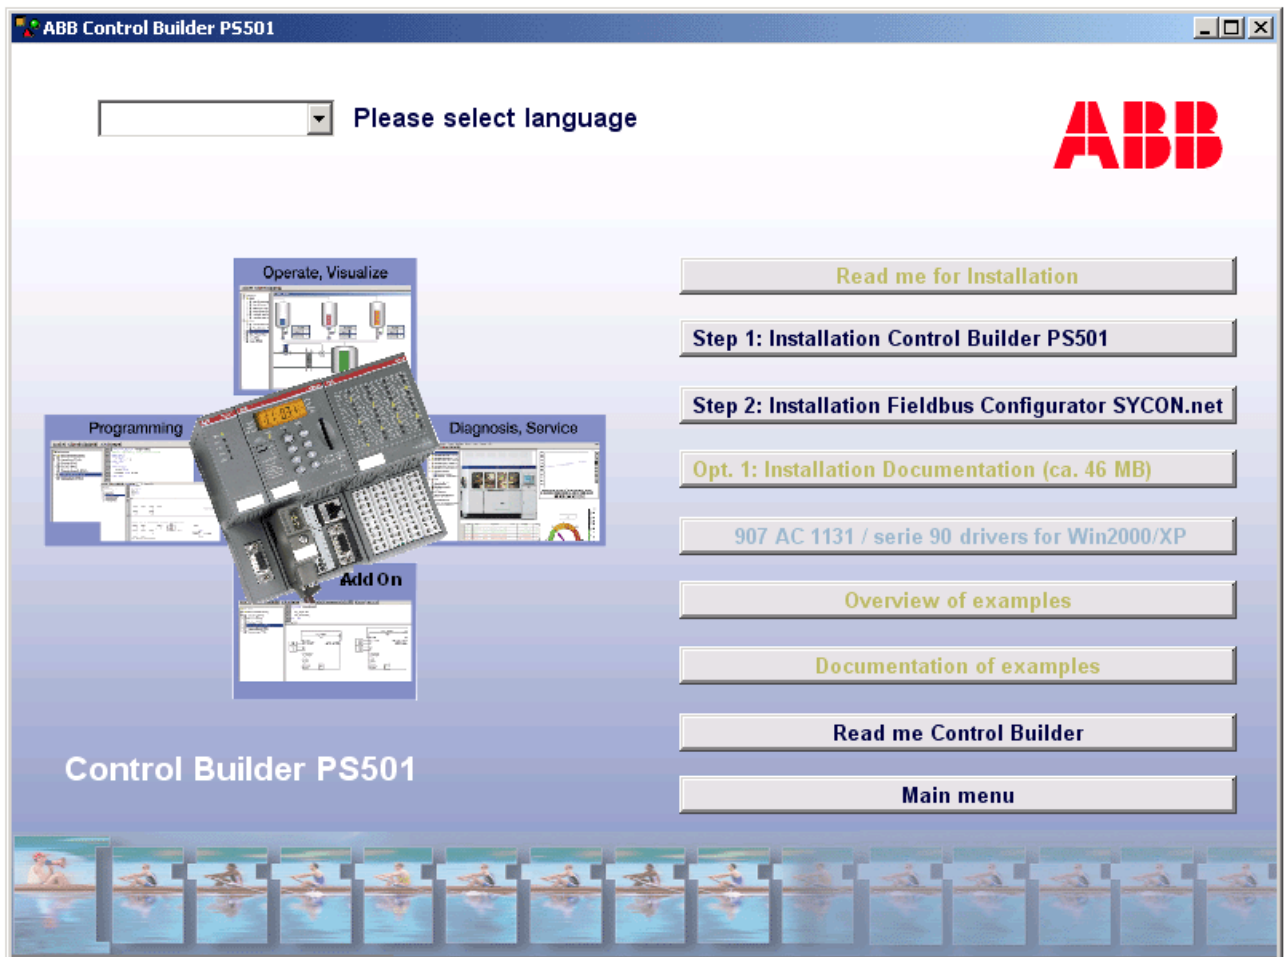 ABB Control Builder PS501
Please select language
ABB
Operate, Visualize
Programming
Diagnosis, Service
Add On
Control Builder PS501
Read me for Installation
Step 1: Installation Control Builder PS501
Step 2: Installation Fieldbus Configurator SYCON.net
Opt. 1: Installation Documentation (ca. 46 MB)
907 AC 1131 / serie 90 drivers for Win2000/XP
Overview of examples
Documentation of examples
Read me Control Builder
Main menu